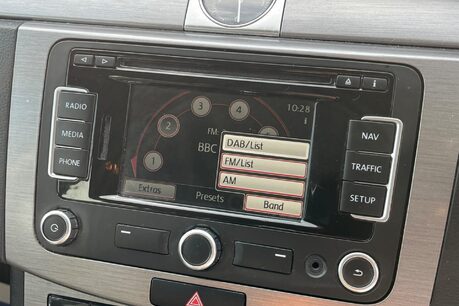 RADIO
MEDIA
PHONE
i
NAV
TRAFFIC
SETUP
10:28
i
3
4
2
1
FM
BBC
DAB/List
FM/List
AM
Extras
Presets
Band